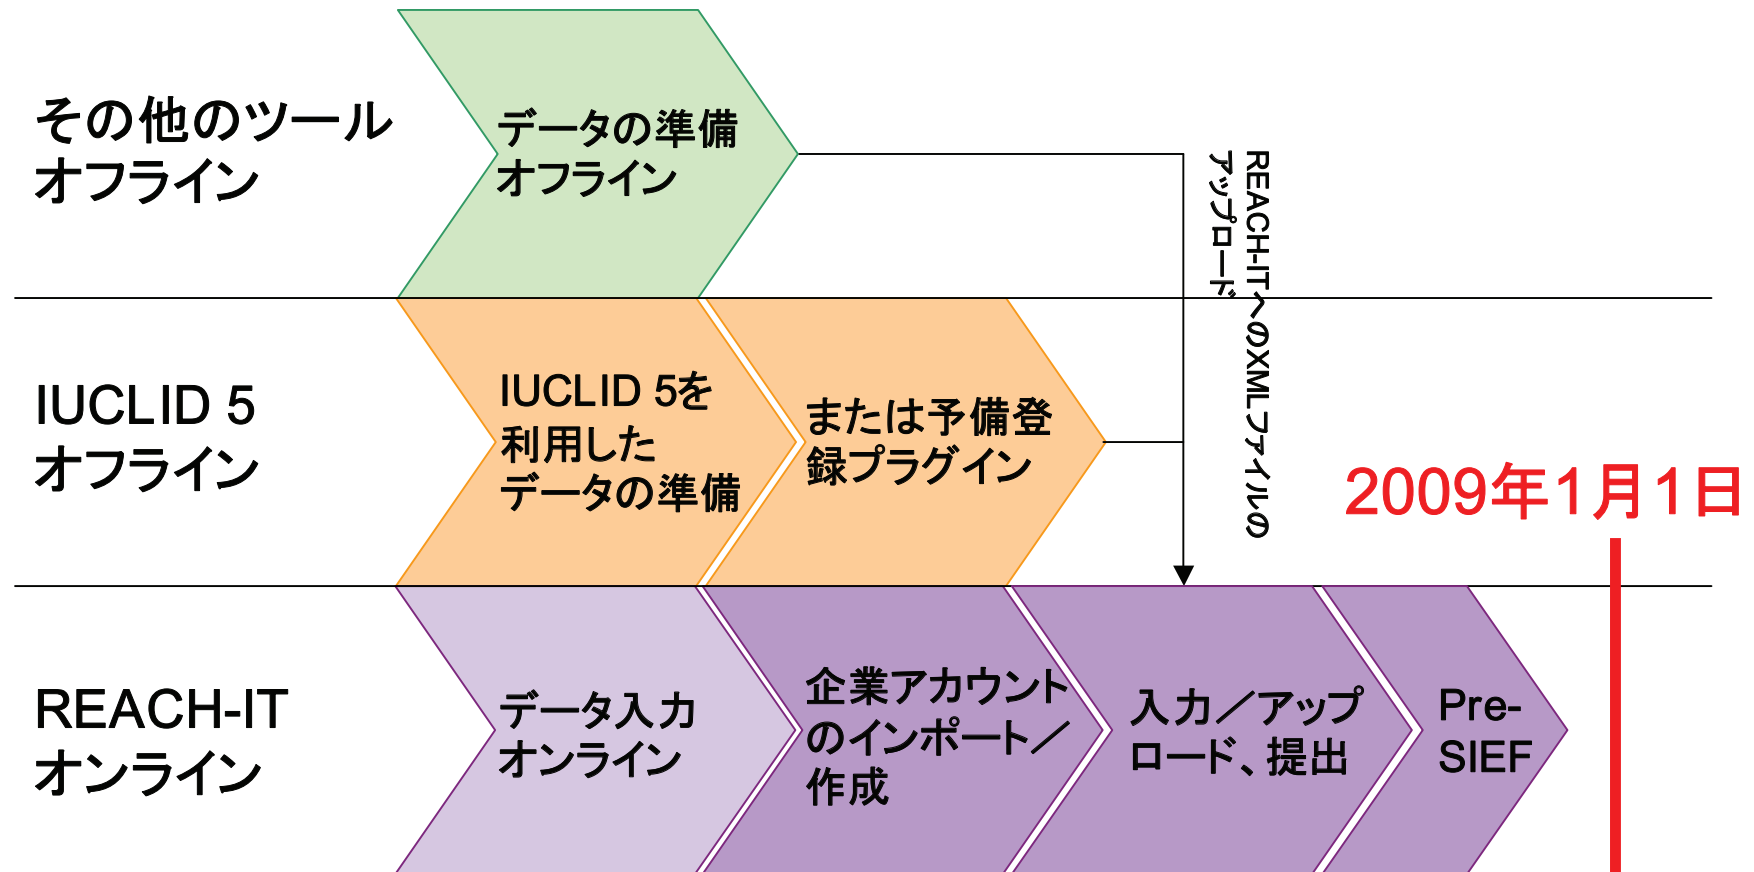 その他のツール
オフライン
データの準備
オフライン
REACH-ITへのXMLファイルの
アップロード
IUCLID 5
オフライン
IUCLID 5を
利用した
データの準備
または予備登
録プラグイン
2009年1月1日
REACH-IT
オンライン
データ入力
オンライン
企業アカウント
のインポート／
作成
入力／アップ
ロード、提出
Pre-
SIEF